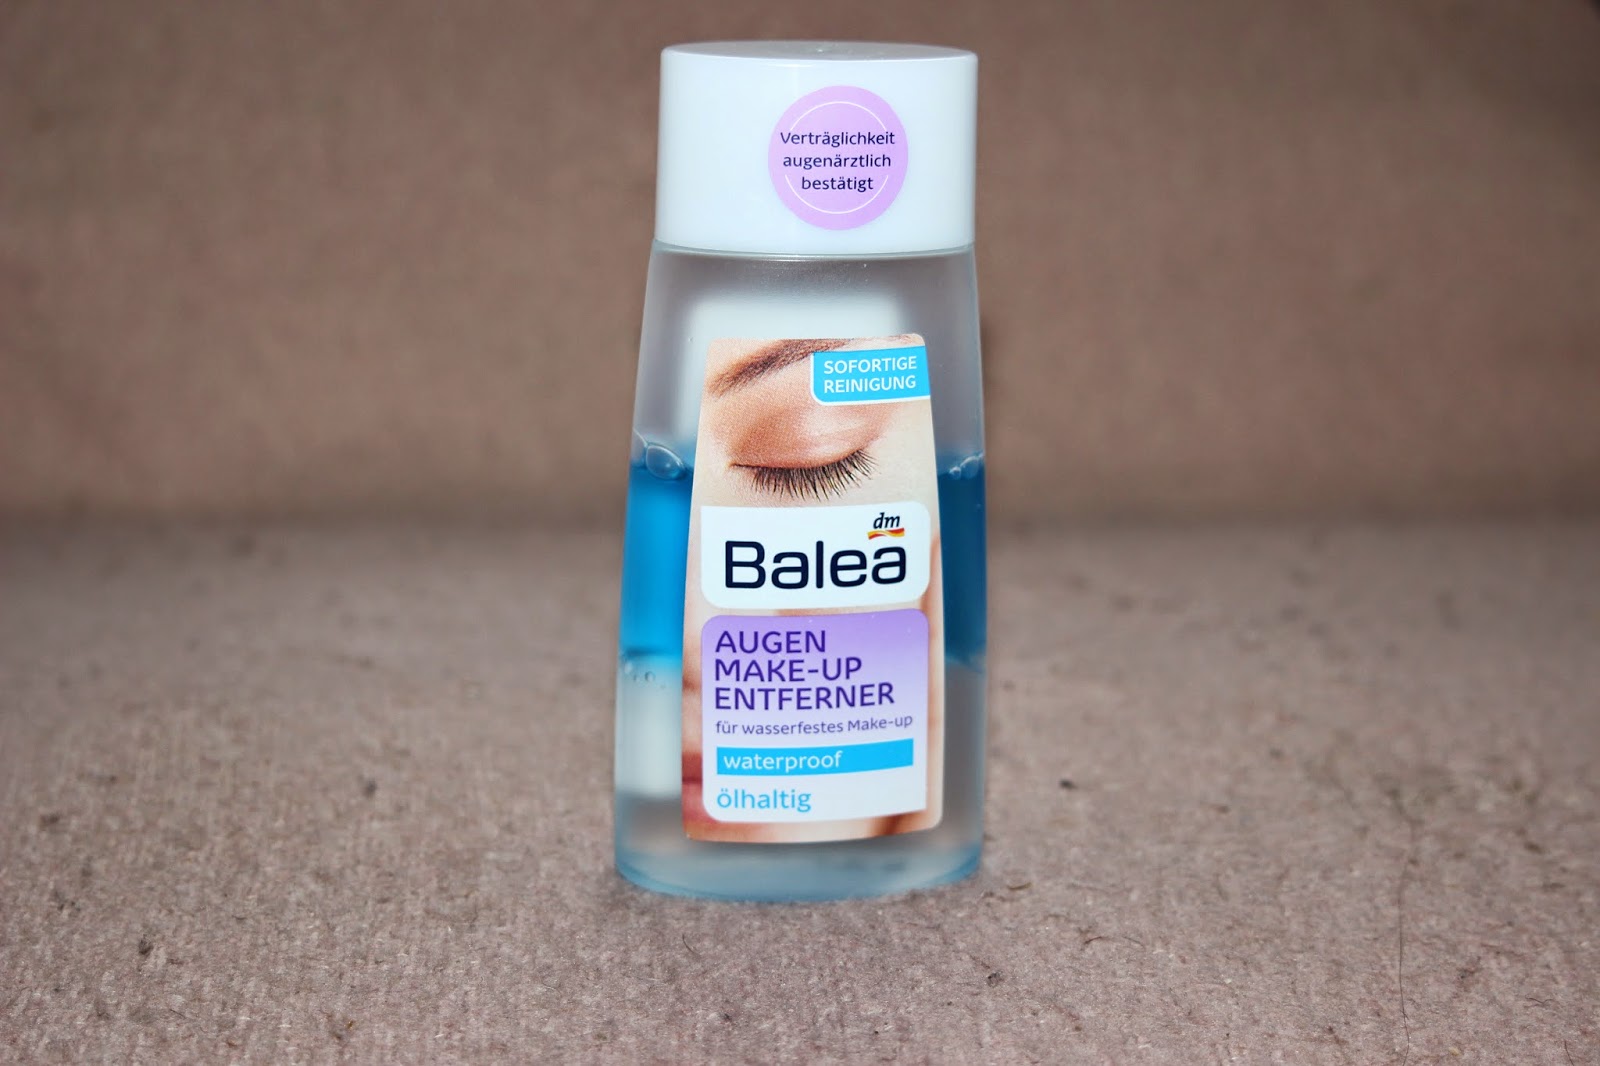 Verträglichkeit
augenärztlich
bestätigt
SOFORTIGE
REINIGUNG
dm
Balea
AUGEN
MAKE-UP
ENTFERNER
für wasserfestes Make-up
waterproof
ölhaltig